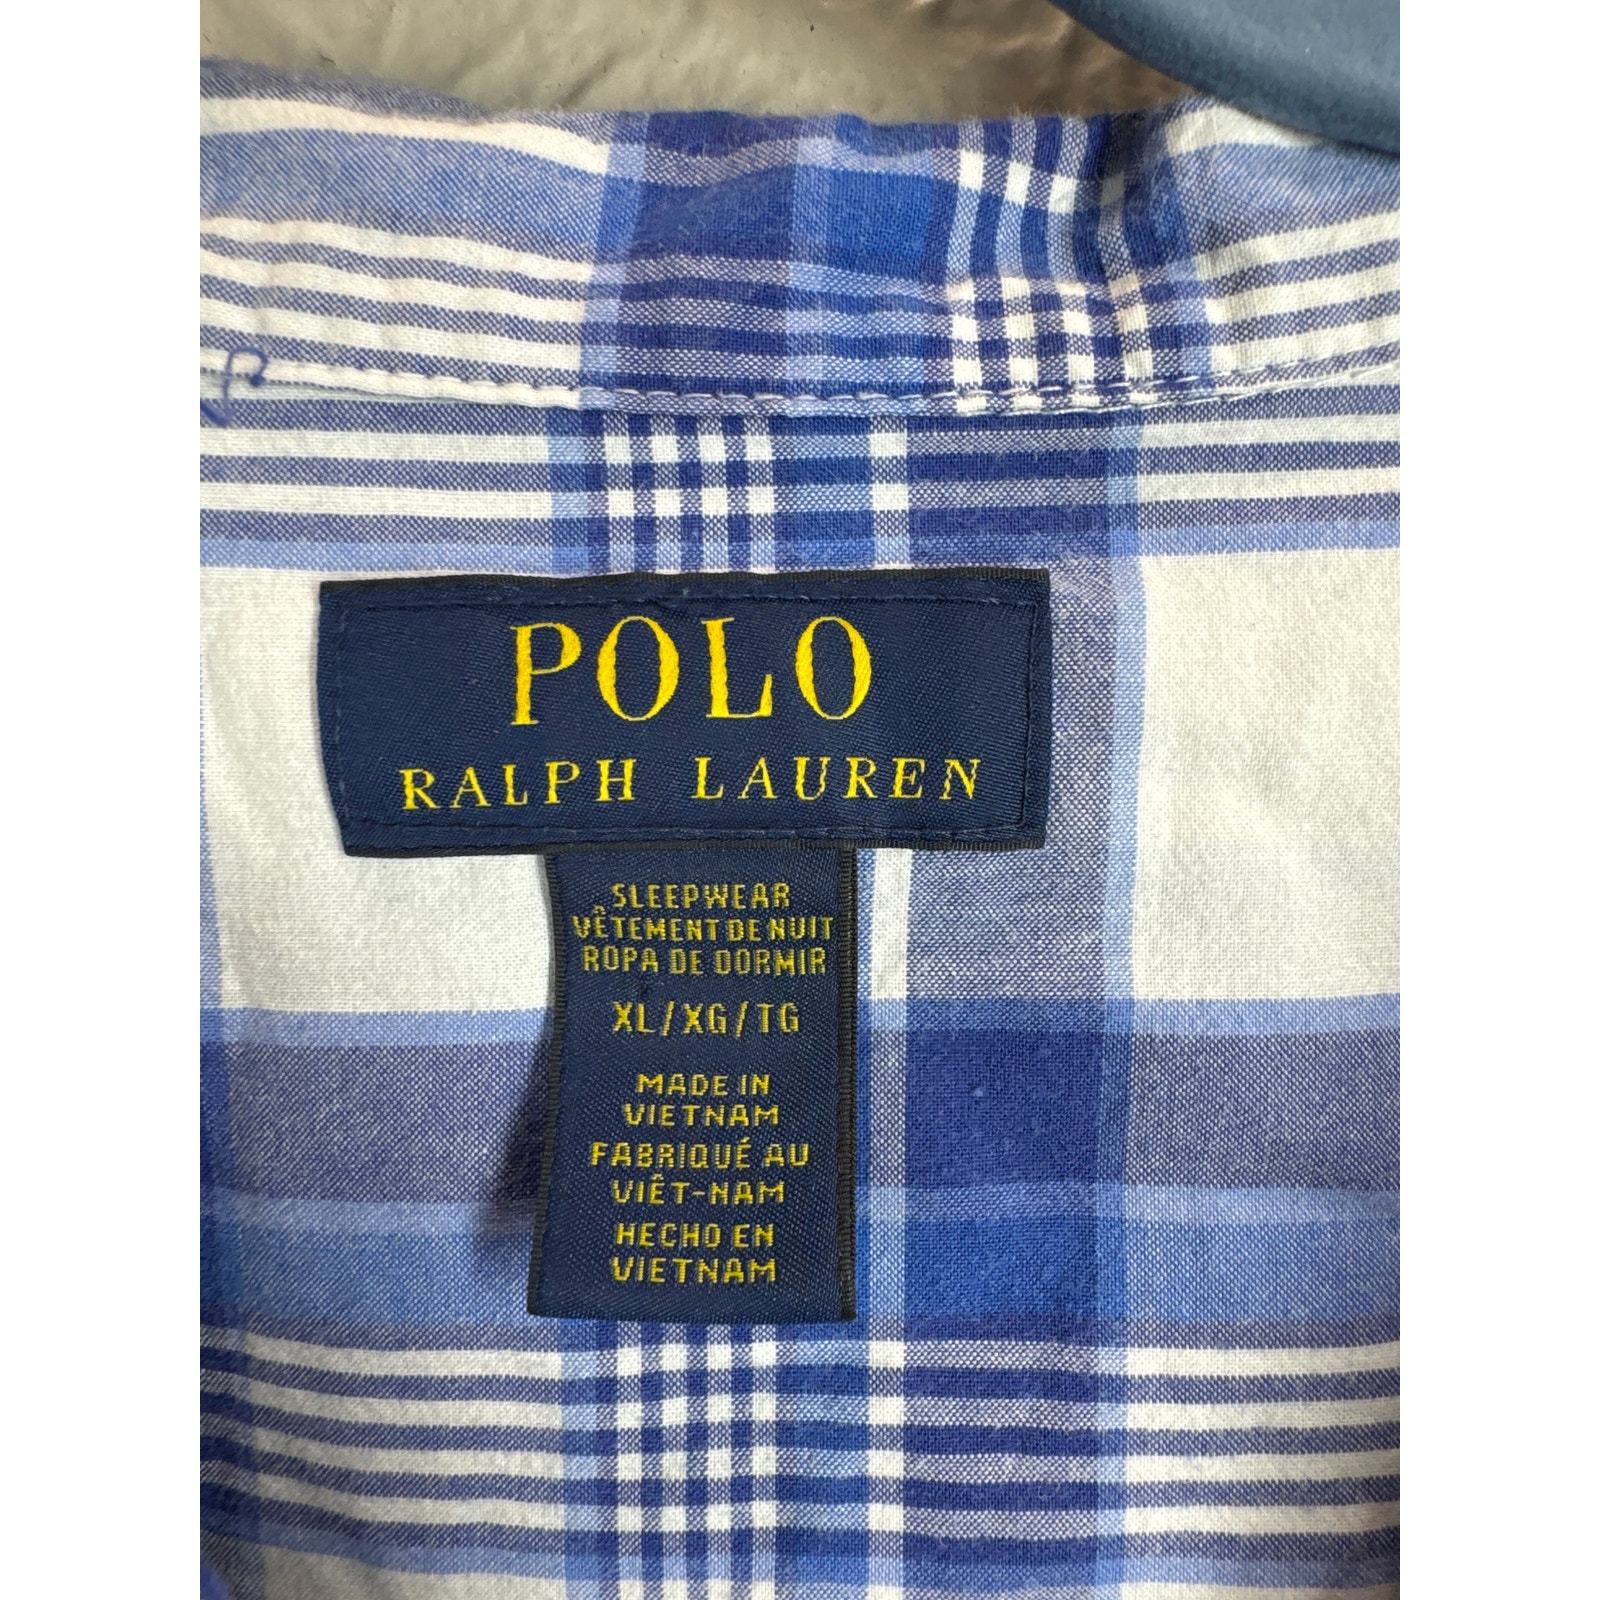 POLO
RALPH LAUREN
SLEEPWEAR
VÊTEMENT DE NUIT
ROPA DE DORMIR
XL/XG/TG
MADE IN
VIETNAM
FABRIQUÉ AU
VIÊT-NAM
HECHO EN
VIETNAM